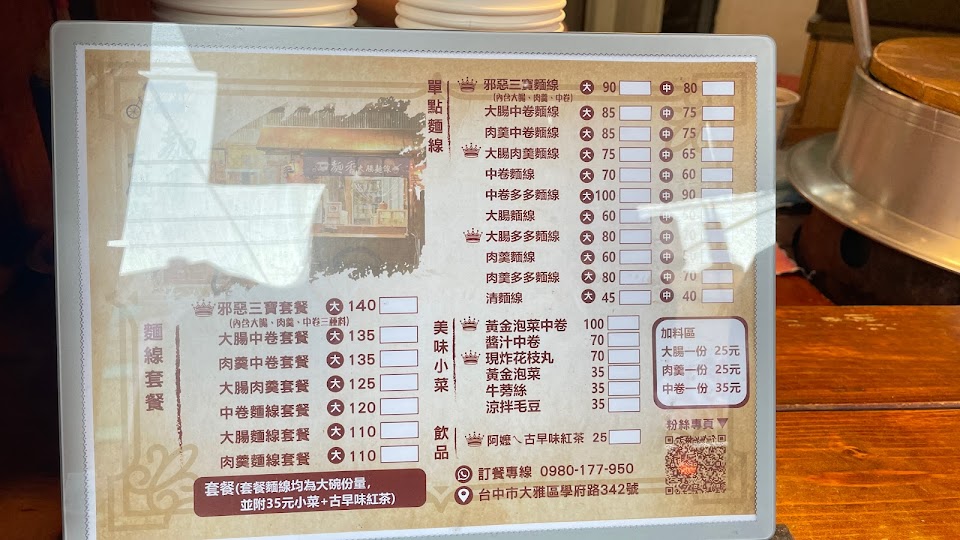 單點麵線
邪惡三寶麵線 大 90 中 80
(內含大腸、肉羹、中卷)
大腸中卷麵線 大 85 中 75
肉羹中卷麵線 大 85 中 75
大腸肉羹麵線 大 75 中 65
中卷麵線 大 70 中 60
中卷多多麵線 大 100 中 90
大腸麵線 大 60 中
大腸多多麵線 大 80 中
肉羹麵線 大 60 中
肉羹多多麵線 大 80 中 70
清麵線 大 45 中 40
麵線套餐
邪惡三寶套餐 大 140
(內含大腸、肉羹、中卷三種料)
大腸中卷套餐 大 135
肉羹中卷套餐 大 135
大腸肉羹套餐 大 125
中卷麵線套餐 大 120
大腸麵線套餐 大 110
肉羹麵線套餐 大 110
套餐(套餐麵線均為大碗份量,
並附35元小菜+古早味紅茶)
美味小菜
黃金泡菜中卷 100
醬汁中卷 70
現炸花枝丸 70
黃金泡菜 35
牛蒡絲 35
涼拌毛豆 35
加料區
大腸一份 25元
肉羹一份 25元
中卷一份 35元
飲品
阿嬤ㄟ古早味紅茶 25
粉絲專頁▼
訂餐專線 0980-177-950
台中市大雅區學府路342號